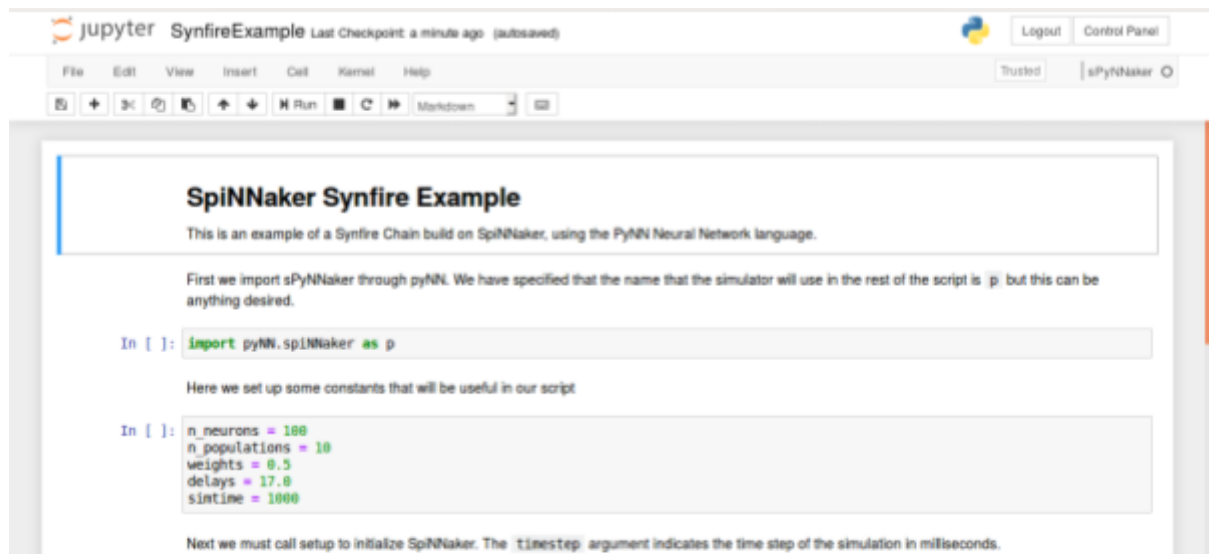 jupyter SynfireExample Last Checkpoint: a minute ago (autosaved) Logout Control Panel
File Edit View Insert Cell Kernel Help Trusted sPyNNaker
Run Markdown
SpiNNaker Synfire Example
This is an example of a Synfire Chain build on SpiNNaker, using the PyNN Neural Network language.
First we import sPyNNaker through pyNN. We have specified that the name that the simulator will use in the rest of the script is p but this can be
anything desired.
In [ ]: import pyNN.spiNNaker as p
Here we set up some constants that will be useful in our script
In [ ]: n_neurons = 100
n_populations = 10
weights = 0.5
delays = 17.0
simtime = 1000
Next we must call setup to initialize SpiNNaker. The timestep argument indicates the time step of the simulation in milliseconds.